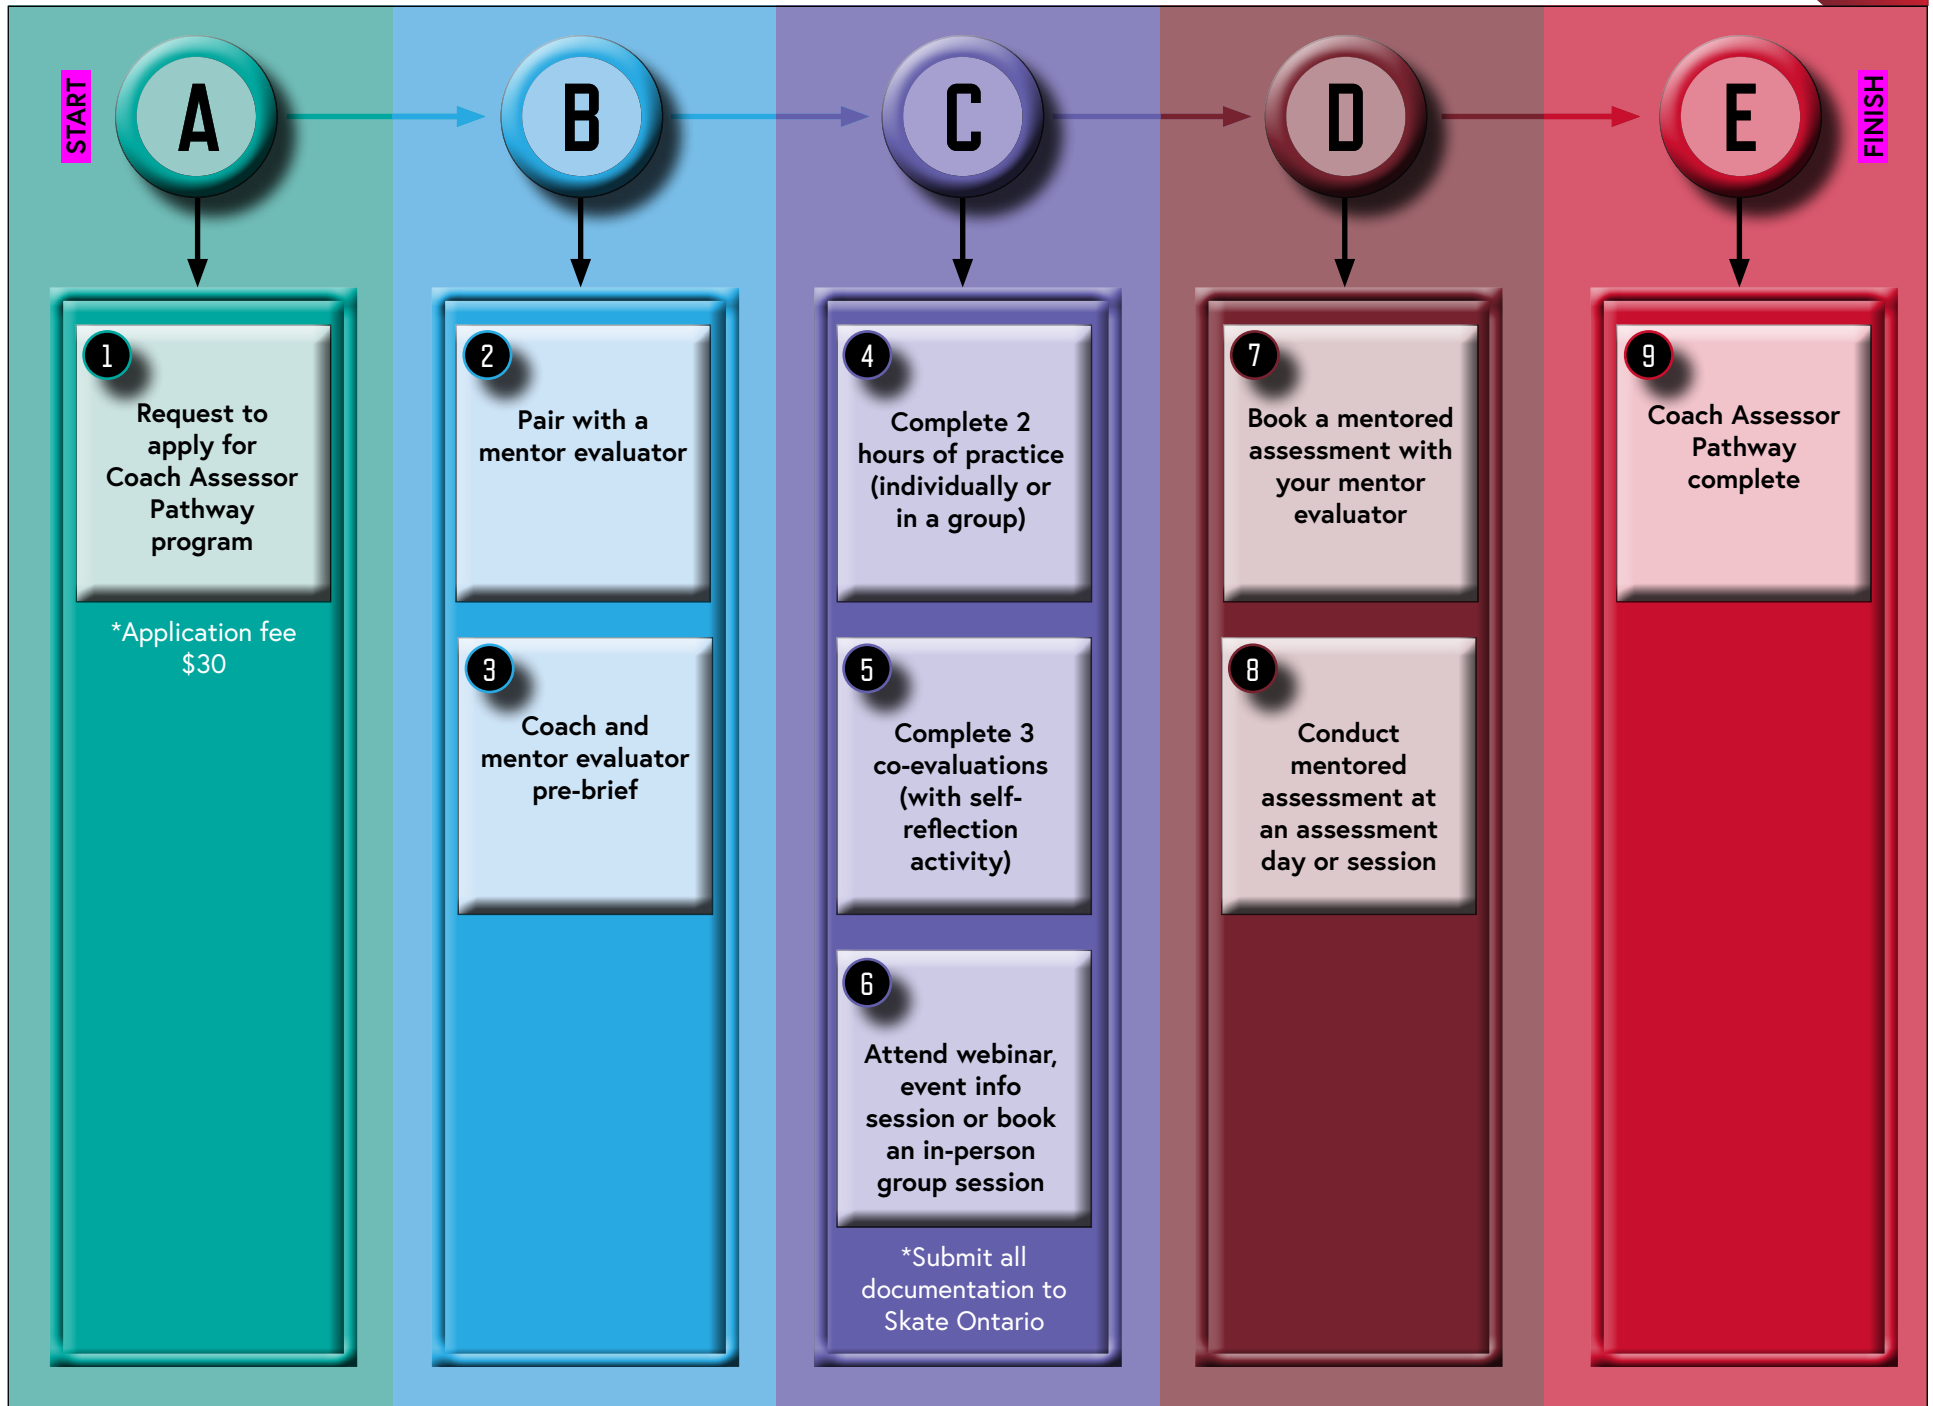 START
A
B
C
D
E
FINISH
1
Request to
apply for
Coach Assessor
Pathway
program
*Application fee
$30
2
Pair with a
mentor evaluator
3
Coach and
mentor evaluator
pre-brief
4
Complete 2
hours of practice
(individually or
in a group)
5
Complete 3
co-evaluations
(with self-
reflection
activity)
6
Attend webinar,
event info
session or book
an in-person
group session
*Submit all
documentation to
Skate Ontario
7
Book a mentored
assessment with
your mentor
evaluator
8
Conduct
mentored
assessment at
an assessment
day or session
9
Coach Assessor
Pathway
complete